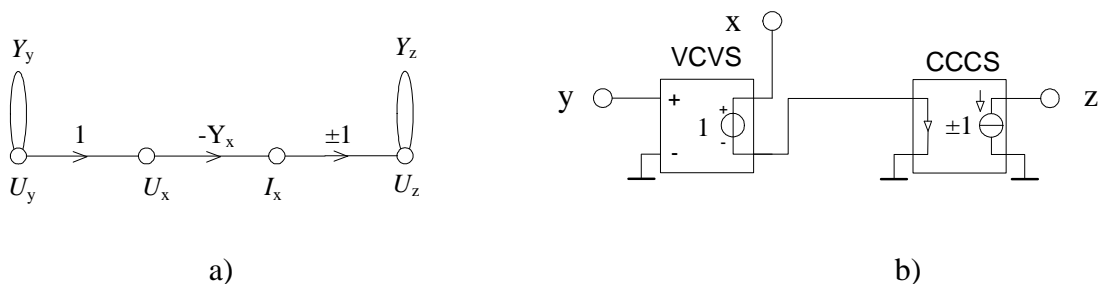 Y_y
Y_z
1
-Y_x
±1
U_y
U_x
I_x
U_z
a)
x
VCVS
CCCS
y
+
-
1
+
-
±1
z
b)